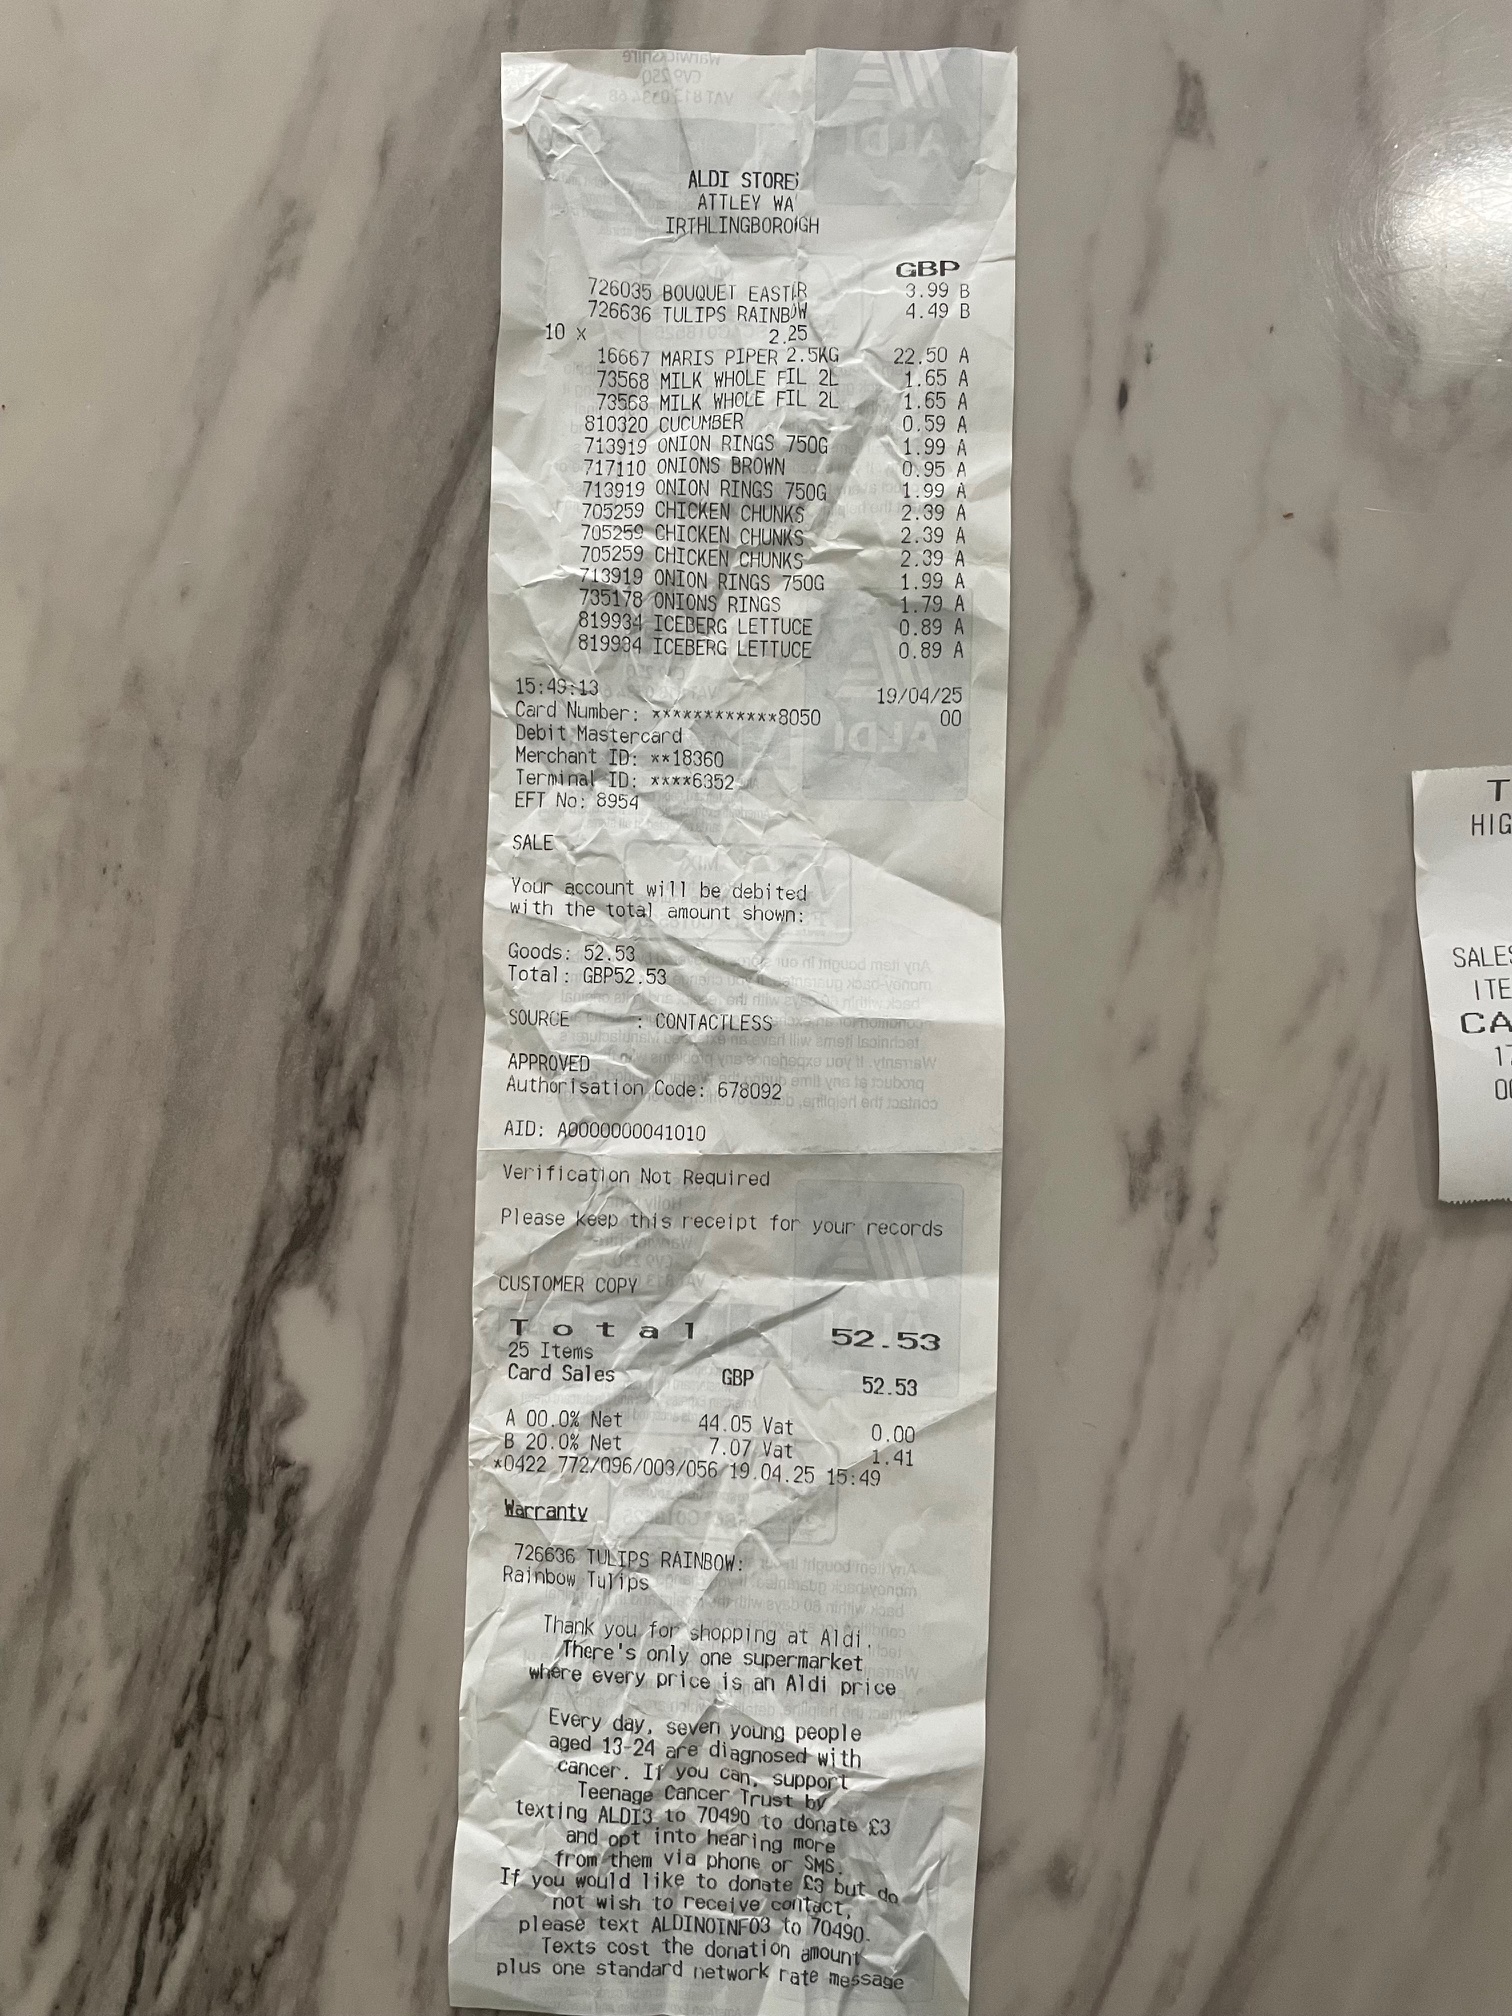 ALDI STORES
ATTLEY WA
IRTHLINGBOROUGH
GBP
726035 BOUQUET EASTER 3.99 B
726636 TULIPS RAINBOW 4.49 B
10 x 2.25
16667 MARIS PIPER 2.5KG 22.50 A
73568 MILK WHOLE FIL 2L 1.65 A
73568 MILK WHOLE FIL 2L 1.65 A
810320 CUCUMBER 0.59 A
713919 ONION RINGS 750G 1.99 A
717110 ONIONS BROWN 0.95 A
713919 ONION RINGS 750G 1.99 A
705259 CHICKEN CHUNKS 2.39 A
705259 CHICKEN CHUNKS 2.39 A
705259 CHICKEN CHUNKS 2.39 A
713919 ONION RINGS 750G 1.99 A
735178 ONIONS RINGS 1.79 A
819934 ICEBERG LETTUCE 0.89 A
819934 ICEBERG LETTUCE 0.89 A
15:49:13 19/04/25
Card Number: ************8050 00
Debit Mastercard
Merchant ID: **18360
Terminal ID: ****6352
EFT No: 8954
SALE
Your account will be debited
with the total amount shown:
Goods: 52.53
Total: GBP52.53
SOURCE : CONTACTLESS
APPROVED
Authorisation Code: 678092
AID: A0000000041010
Verification Not Required
Please keep this receipt for your records
CUSTOMER COPY
Total 52.53
25 Items
Card Sales GBP 52.53
A 00.0% Net 44.05 Vat 0.00
B 20.0% Net 7.07 Vat 1.41
*0422 772/096/003/056 19.04.25 15:49
Warranty
726636 TULIPS RAINBOW:
Rainbow Tulips
Thank you for shopping at Aldi.
There's only one supermarket
where every price is an Aldi price
Every day, seven young people
aged 13-24 are diagnosed with
cancer. If you can, support
Teenage Cancer Trust by
texting ALDI3 to 70490 to donate £3
and opt into hearing more
from them via phone or SMS.
If you would like to donate £3 but do
not wish to receive contact,
please text ALDINOINFO3 to 70490.
Texts cost the donation amount
plus one standard network rate message